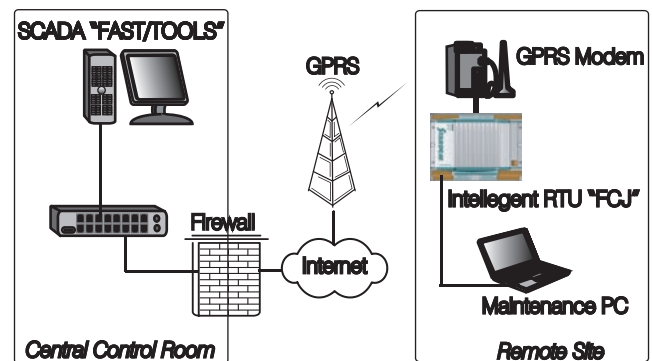 SCADA "FAST/TOOLS"
GPRS
GPRS Modem
Intellegent RTU "FCJ"
Firewall
Internet
Maintenance PC
Central Control Room
Remote Site